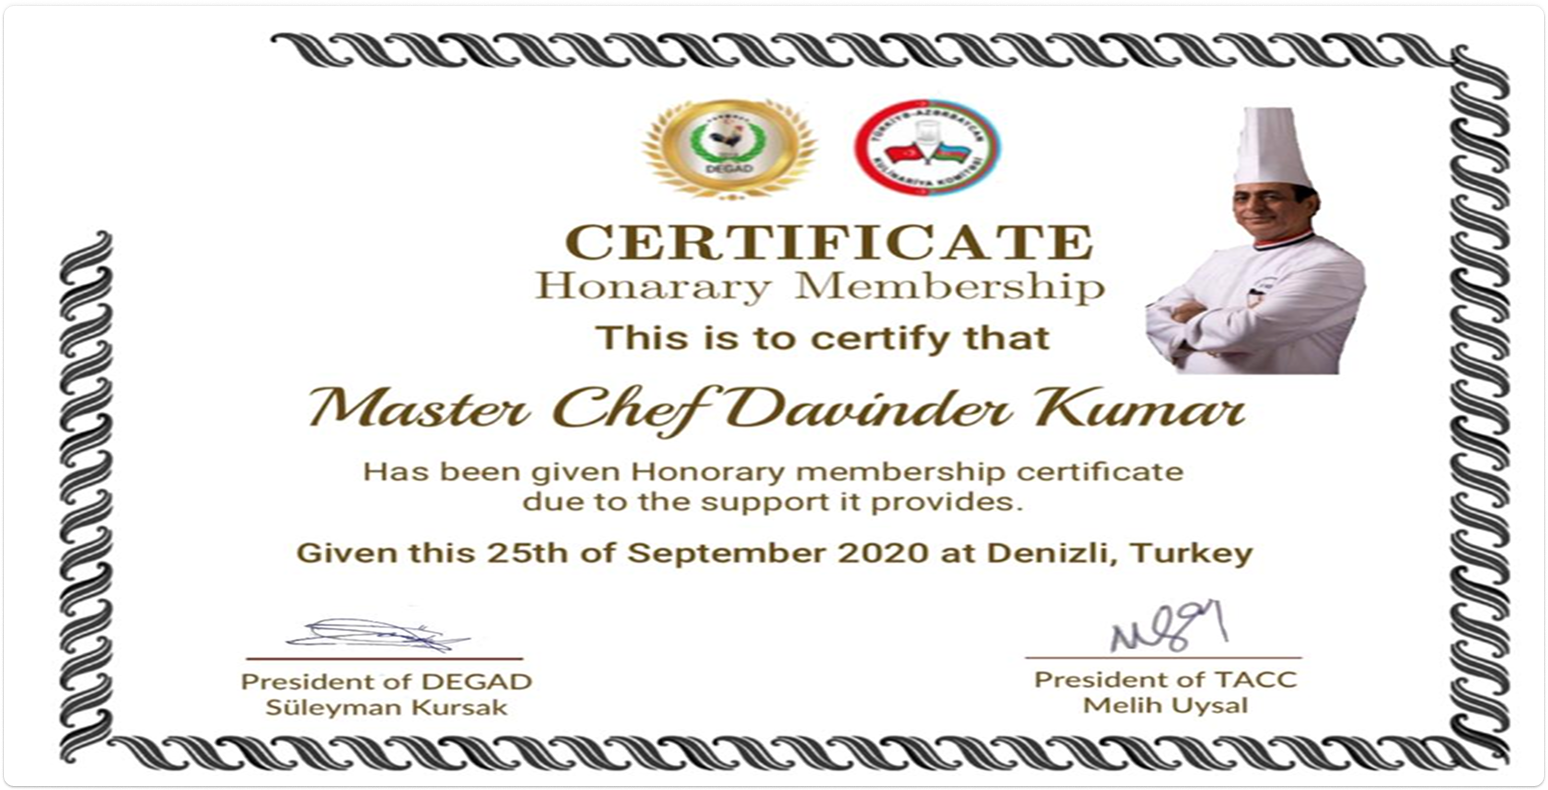 DEGAD
TÜRKİYƏ-AZƏRBAYCAN
KULİNARİYA KOMİTƏSİ
CERTIFICATE
Honarary Membership
This is to certify that
Master Chef Davinder Kumar
Has been given Honorary membership certificate
due to the support it provides.
Given this 25th of September 2020 at Denizli, Turkey
President of DEGAD
Süleyman Kursak
President of TACC
Melih Uysal